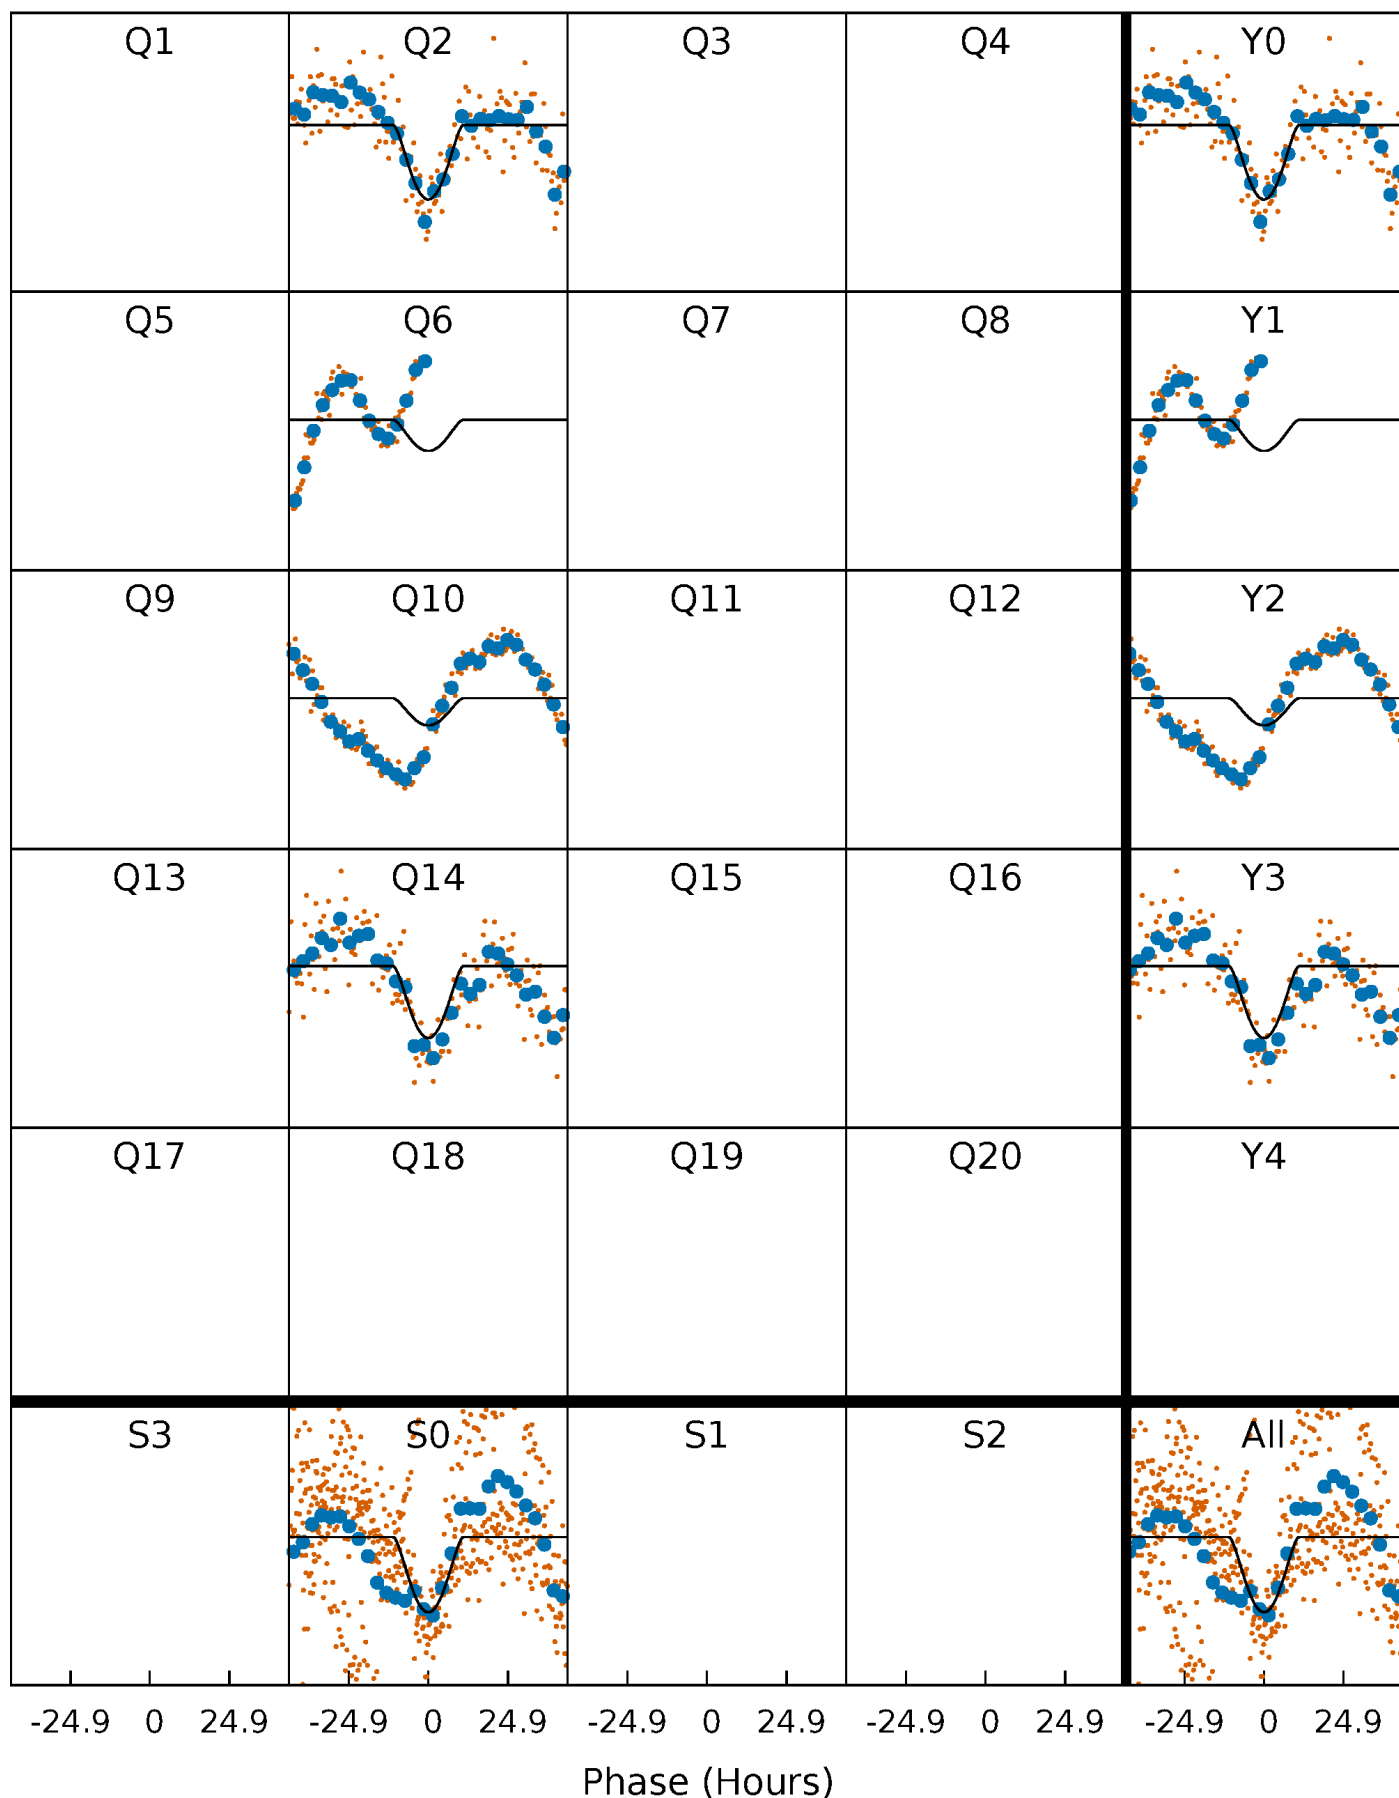 Q1 Q2 Q3 Q4 Y0
Q5 Q6 Q7 Q8 Y1
Q9 Q10 Q11 Q12 Y2
Q13 Q14 Q15 Q16 Y3
Q17 Q18 Q19 Q20 Y4
S3 S0 S1 S2 All
-24.9 0 24.9 -24.9 0 24.9 -24.9 0 24.9 -24.9 0 24.9 -24.9 0 24.9
Phase (Hours)